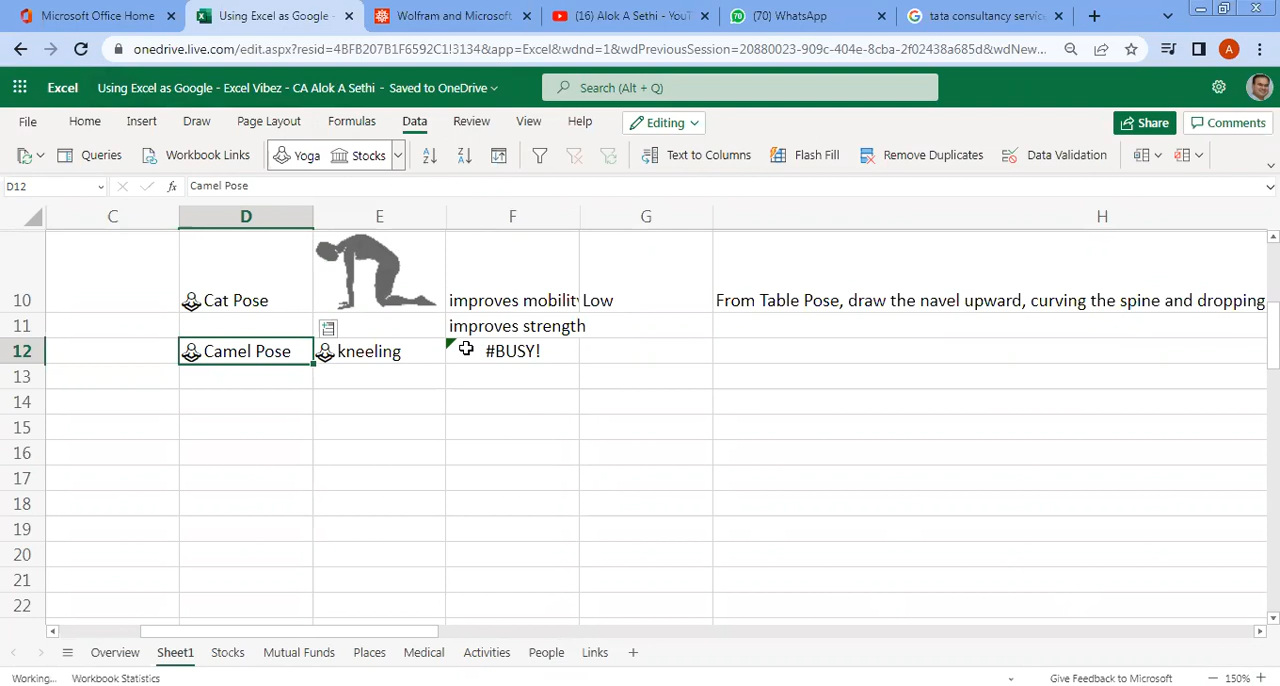 Microsoft Office Home
Using Excel as Google -
Wolfram and Microsoft
(16) Alok A Sethi - YouT
(70) WhatsApp
tata consultancy servic
onedrive.live.com/edit.aspx?resid=4BFB207B1F6592C1!3134&app=Excel&wdnd=1&wdPreviousSession=20880023-909c-404e-8cba-2f02438a685d&wdNew...
A
Excel Using Excel as Google - Excel Vibez - CA Alok A Sethi - Saved to OneDrive
Search (Alt + Q)
File Home Insert Draw Page Layout Formulas Data Review View Help Editing Share Comments
Queries Workbook Links Yoga Stocks Text to Columns Flash Fill Remove Duplicates Data Validation
D12 fx Camel Pose
C D E F G H
10 Cat Pose improves mobility Low From Table Pose, draw the navel upward, curving the spine and dropping
11 improves strength
12 Camel Pose kneeling #BUSY!
13
14
15
16
17
18
19
20
21
22
Overview Sheet1 Stocks Mutual Funds Places Medical Activities People Links
Working... Workbook Statistics Give Feedback to Microsoft 150%